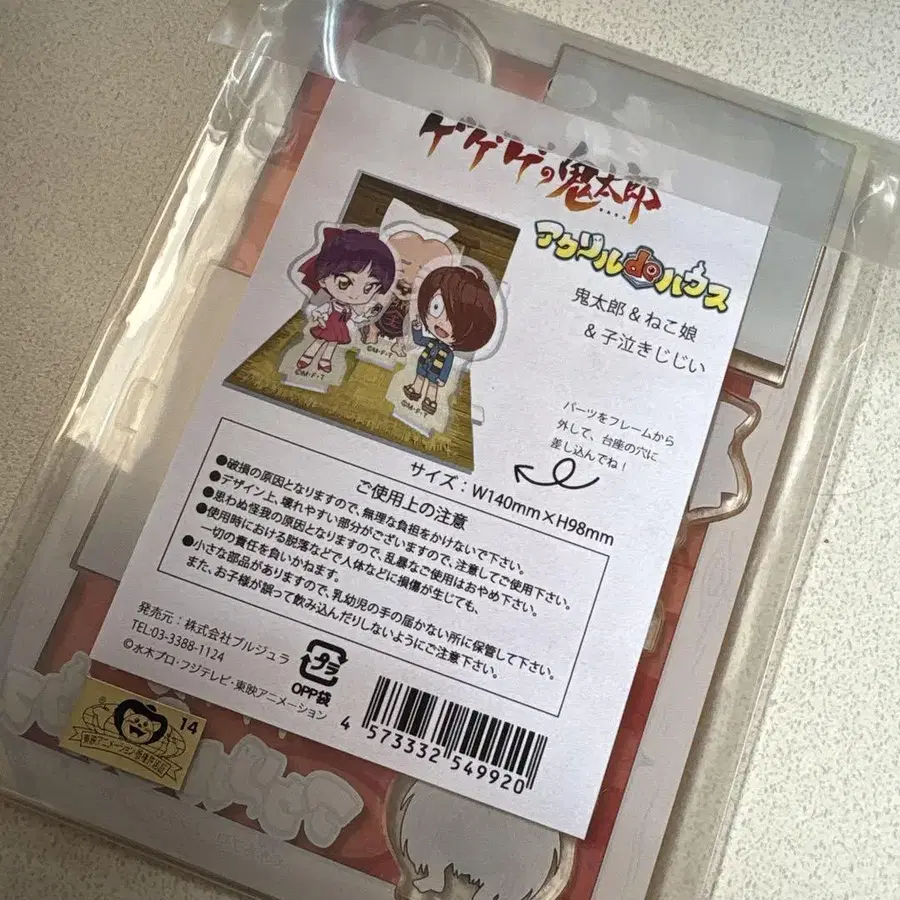 ゲゲゲの鬼太郎
アクリルdeハウス
鬼太郎&ねこ娘
&子泣きじじい
パーツをフレームから
外して、台座の穴に
差し込んでね!
©M・F・T
©M・F・T
©M・F・T
サイズ:W140mm×H98mm
ご使用上の注意
●破損の原因となりますので、無理な負担をかけないで下さい。
●デザイン上、壊れやすい部分がございますので、注意してご使用下さい。
●思わぬ怪我の原因となりますので、乱暴なご使用はおやめ下さい。
●使用時における脱落などで人体などに損傷が生じても、
一切の責任を負いかねます。
●小さな部品がありますので、乳幼児の手の届かない所に保管して下さい。
また、お子様が誤って飲み込んだりしないようにご注意下さい。
発売元:株式会社ブルジュラ
TEL:03-3388-1124
©水木プロ・フジテレビ・東映アニメーション
プラ
OPP袋
4 573332 549920
14